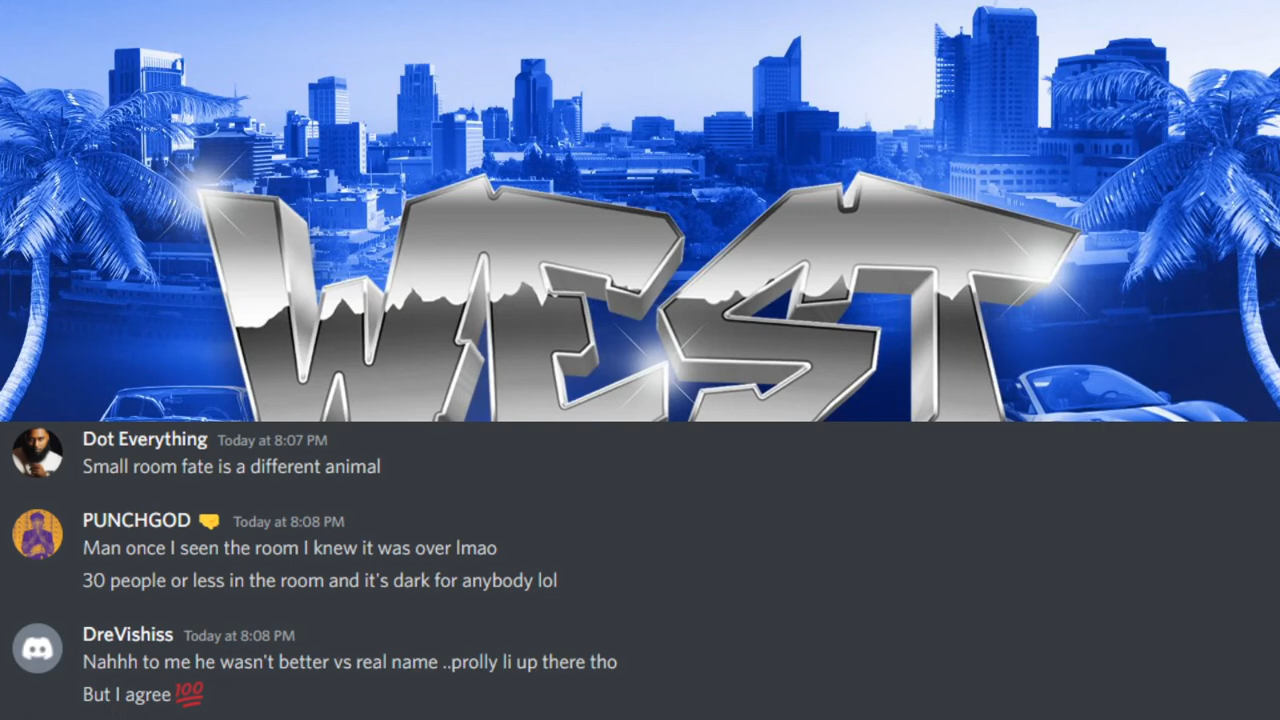 WEST
Dot Everything Today at 8:07 PM
Small room fate is a different animal
PUNCHGOD 🤜 Today at 8:08 PM
Man once I seen the room I knew it was over lmao
30 people or less in the room and it's dark for anybody lol
DreVishiss Today at 8:08 PM
Nahhh to me he wasn't better vs real name ..prolly li up there tho
But I agree 💯